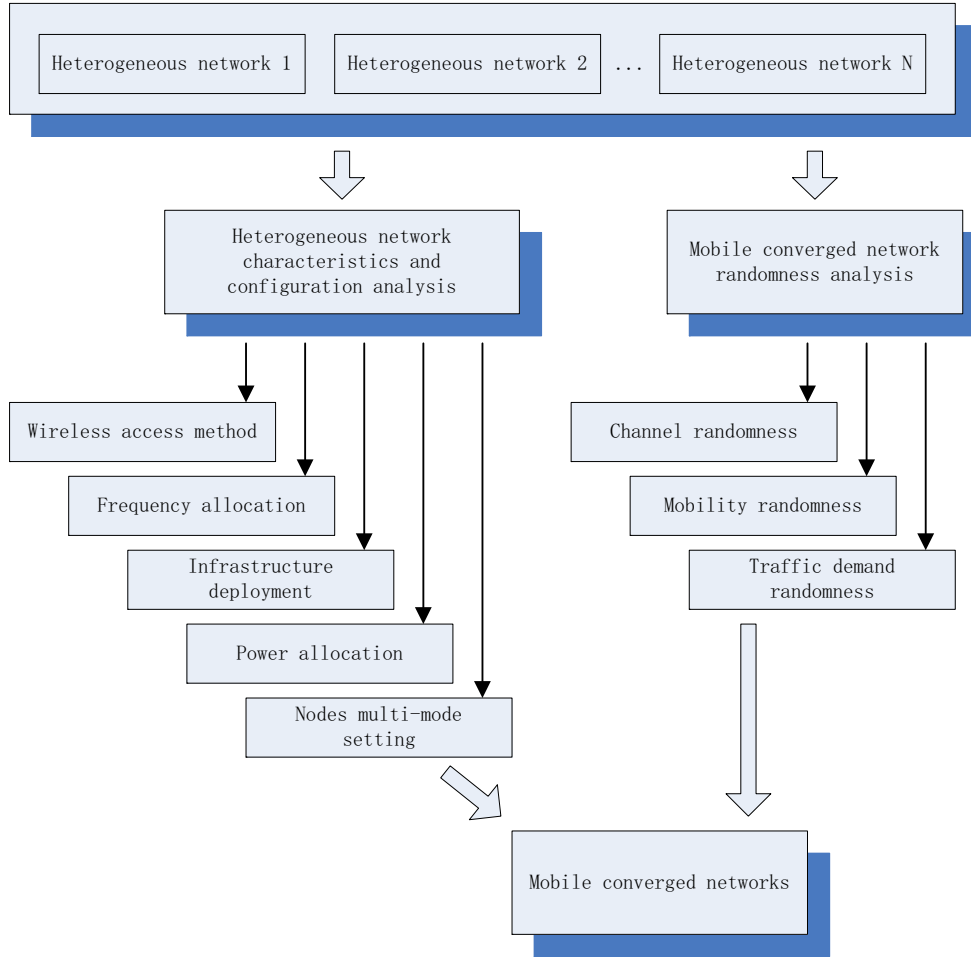 Heterogeneous network 1
Heterogeneous network 2
...
Heterogeneous network N
Heterogeneous network
characteristics and
configuration analysis
Mobile converged network
randomness analysis
Wireless access method
Channel randomness
Frequency allocation
Mobility randomness
Infrastructure
deployment
Traffic demand
randomness
Power allocation
Nodes multi-mode
setting
Mobile converged networks